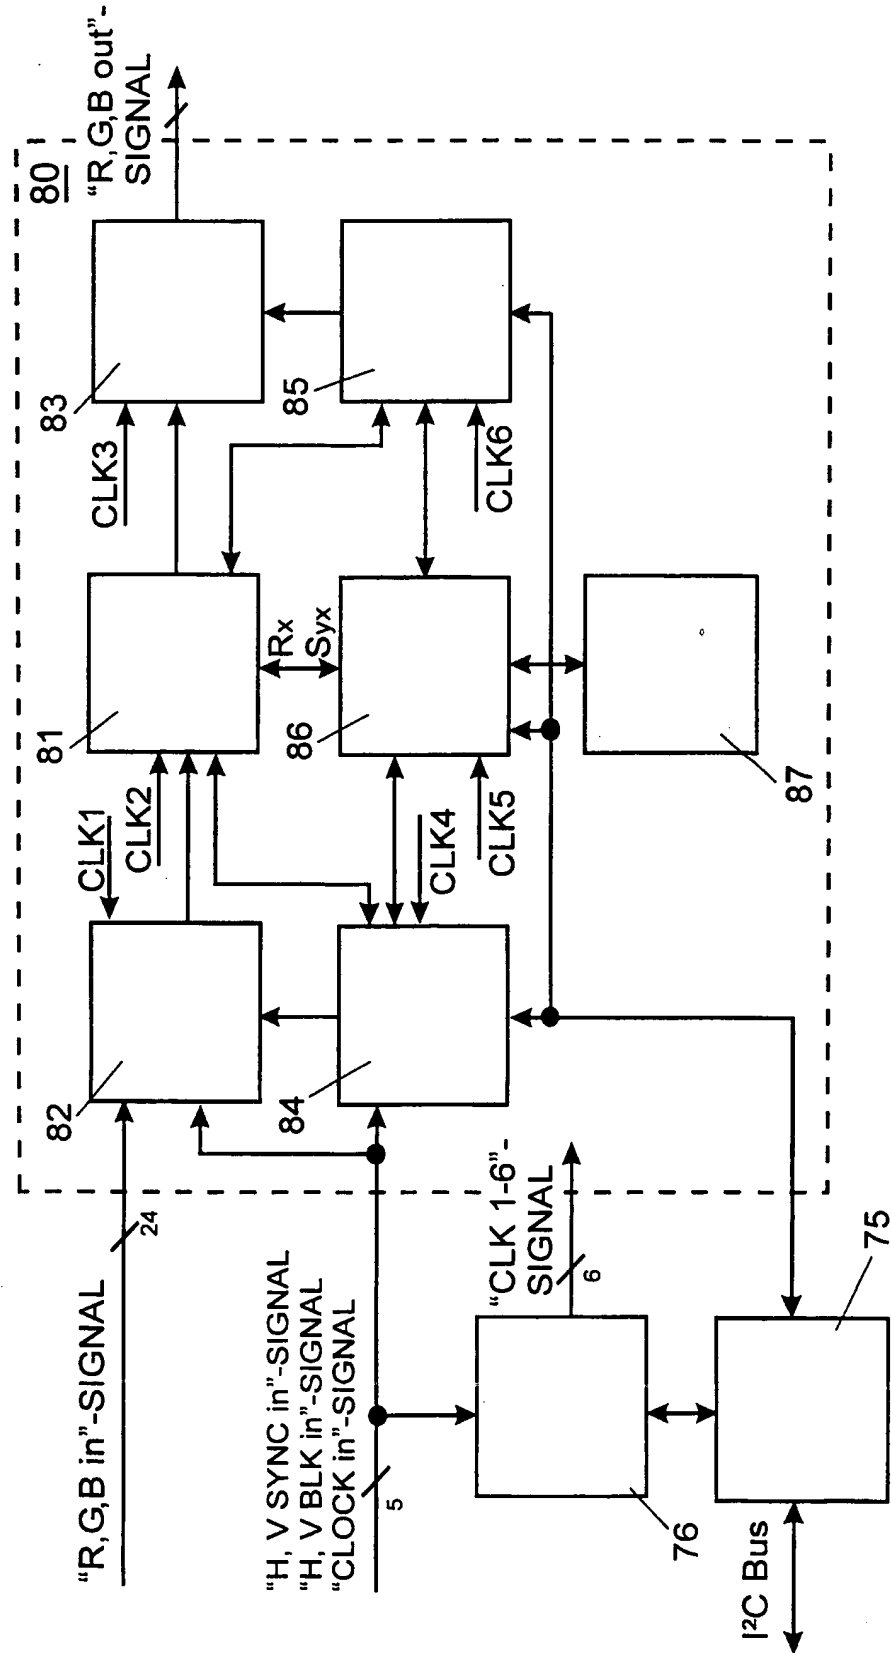 "R,G,B in"-SIGNAL
24
82
CLK1
CLK2
81
CLK3
83
80
"R,G,B out"-
SIGNAL
"H, V SYNC in"-SIGNAL
"H, V BLK in"-SIGNAL
"CLOCK in"-SIGNAL
5
84
CLK4
Rx
Syx
86
CLK5
85
CLK6
"CLK 1-6"-
SIGNAL
6
76
87
75
I²C Bus